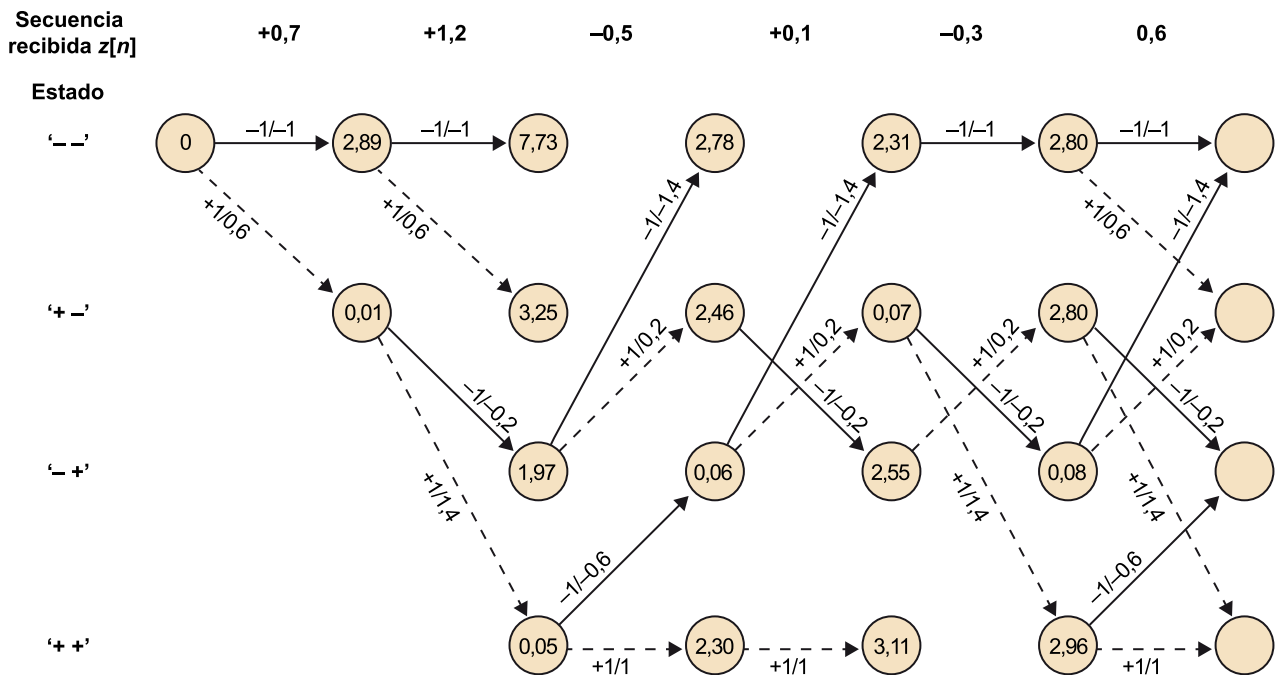 Secuencia
recibida z[n]
+0,7 +1,2 –0,5 +0,1 –0,3 0,6
Estado
‘– –’
0 –1/–1 2,89 –1/–1 7,73 2,78 2,31 –1/–1 2,80 –1/–1
+1/0,6 +1/0,6 –1/–1,4 –1/–1,4 +1/0,6 –1/–1,4
‘+ –’
0,01 3,25 2,46 0,07 2,80
–1/–0,2 +1/0,2 –1/–0,2 +1/0,2 –1/–0,2 +1/0,2 –1/–0,2 +1/0,2
‘– +’
1,97 0,06 2,55 0,08
+1/1,4 –1/–0,6 +1/1,4 +1/1,4 –1/–0,6
‘+ +’
0,05 +1/1 2,30 +1/1 3,11 2,96 +1/1